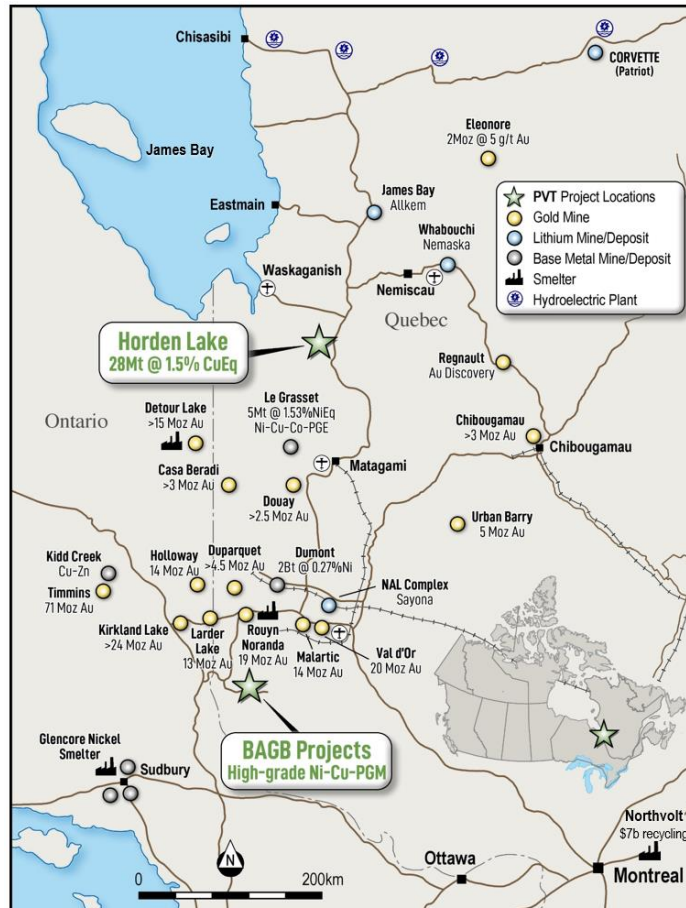 Chisasibi
CORVETTE
(Patriot)
Eleonore
2Moz @ 5 g/t Au
James Bay
James Bay
Allkem
PVT Project Locations
Gold Mine
Lithium Mine/Deposit
Base Metal Mine/Deposit
Smelter
Hydroelectric Plant
Eastmain
Whabouchi
Nemaska
Waskaganish
Nemiscau
Quebec
Horden Lake
28Mt @ 1.5% CuEq
Regnault
Au Discovery
Ontario
Detour Lake
>15 Moz Au
Le Grasset
5Mt @ 1.53%NiEq
Ni-Cu-Co-PGE
Chibougamau
>3 Moz Au
Chibougamau
Matagami
Casa Beradi
>3 Moz Au
Douay
>2.5 Moz Au
Urban Barry
5 Moz Au
Kidd Creek
Cu-Zn
Timmins
71 Moz Au
Holloway
14 Moz Au
Duparquet
>4.5 Moz Au
Dumont
2Bt @ 0.27%Ni
NAL Complex
Sayona
Kirkland Lake
>24 Moz Au
Larder
Lake
13 Moz Au
Rouyn
Noranda
19 Moz Au
Malartic
14 Moz Au
Val d'Or
20 Moz Au
BAGB Projects
High-grade Ni-Cu-PGM
Glencore Nickel
Smelter
Sudbury
Northvolt
$7b recycling
N
0 200km
Ottawa
Montreal